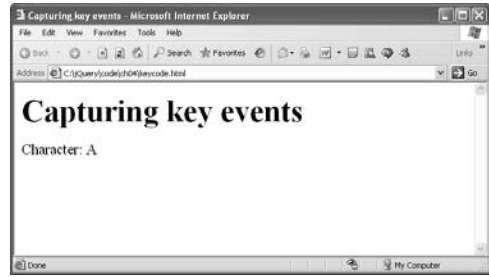 Capturing key events - Microsoft Internet Explorer
File Edit View Favorites Tools Help
Back Search Favorites Links
Address C:\jQuery\code\ch04\keycode.html Go
Capturing key events
Character: A
Done My Computer